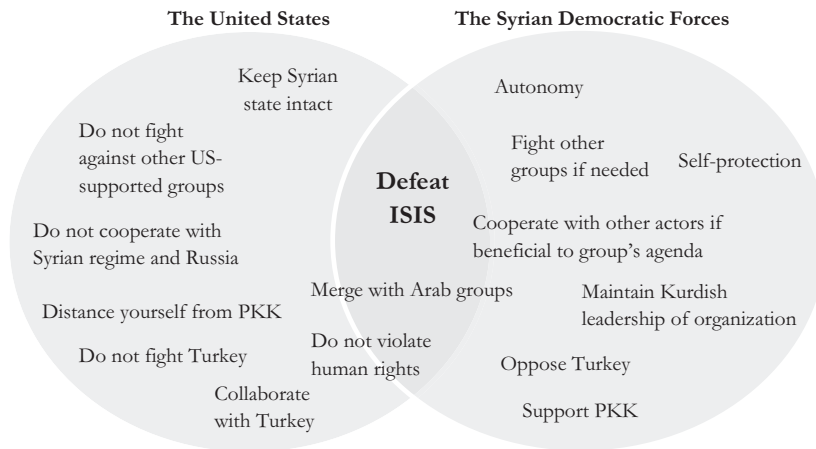 The United States
The Syrian Democratic Forces
Keep Syrian
state intact
Do not fight
against other US-
supported groups
Do not cooperate with
Syrian regime and Russia
Distance yourself from PKK
Do not fight Turkey
Collaborate
with Turkey
Defeat
ISIS
Merge with Arab groups
Do not violate
human rights
Autonomy
Fight other
groups if needed
Self-protection
Cooperate with other actors if
beneficial to group's agenda
Maintain Kurdish
leadership of organization
Oppose Turkey
Support PKK